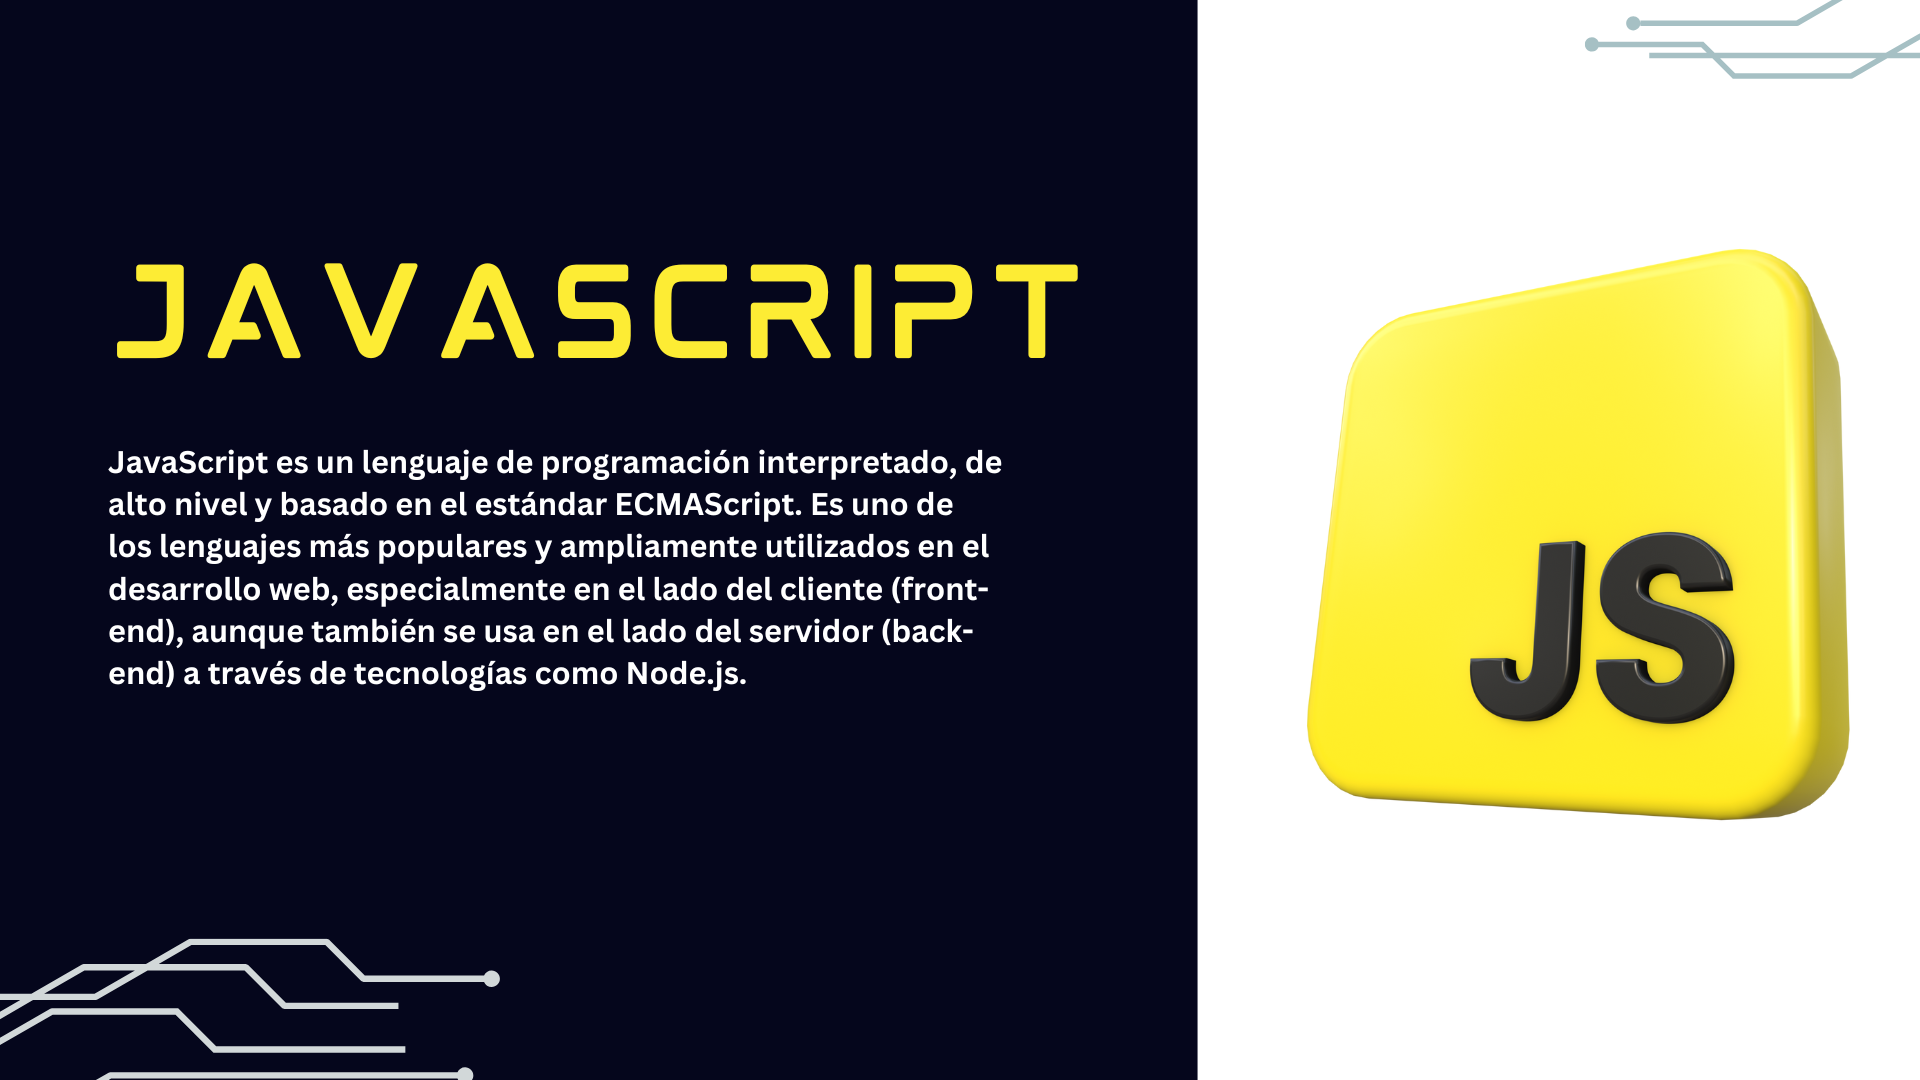 JAVASCRIPT
JavaScript es un lenguaje de programación interpretado, de
alto nivel y basado en el estándar ECMAScript. Es uno de
los lenguajes más populares y ampliamente utilizados en el
desarrollo web, especialmente en el lado del cliente (front-
end), aunque también se usa en el lado del servidor (back-
end) a través de tecnologías como Node.js.
JS